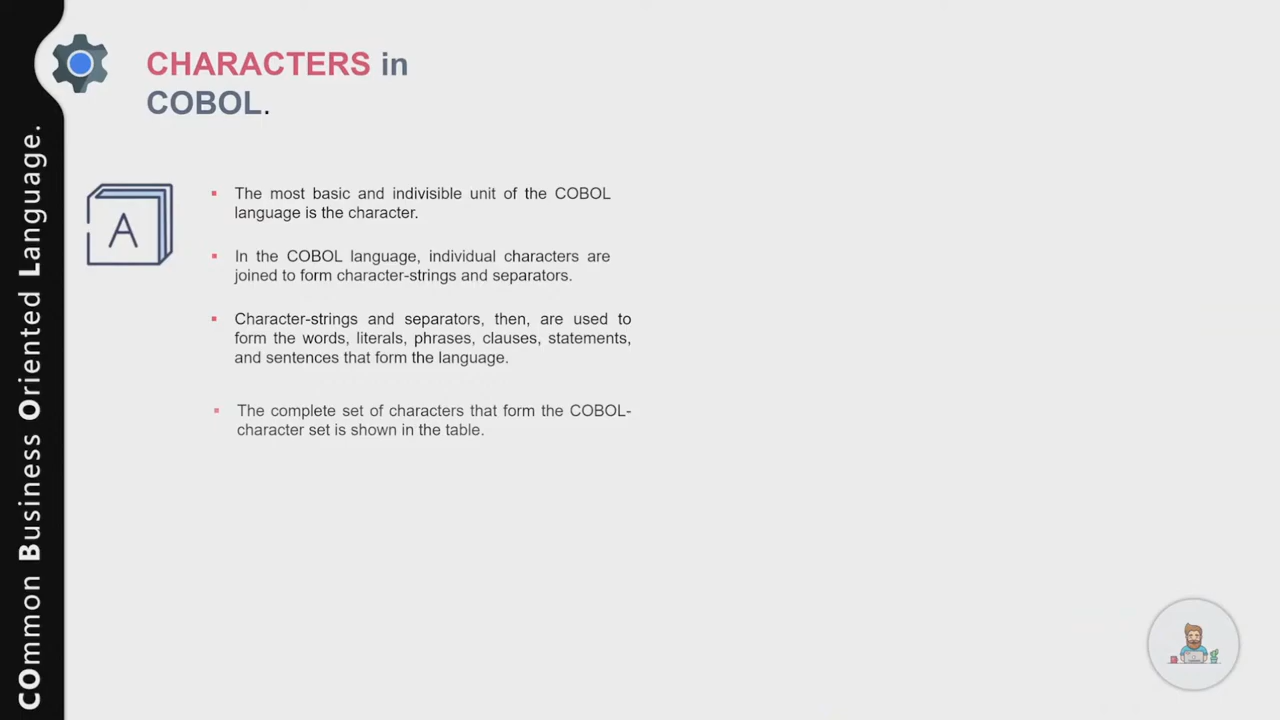 COmmon Business Oriented Language.
CHARACTERS in
COBOL.
A
▪ The most basic and indivisible unit of the COBOL
language is the character.
▪ In the COBOL language, individual characters are
joined to form character-strings and separators.
▪ Character-strings and separators, then, are used to
form the words, literals, phrases, clauses, statements,
and sentences that form the language.
▪ The complete set of characters that form the COBOL-
character set is shown in the table.